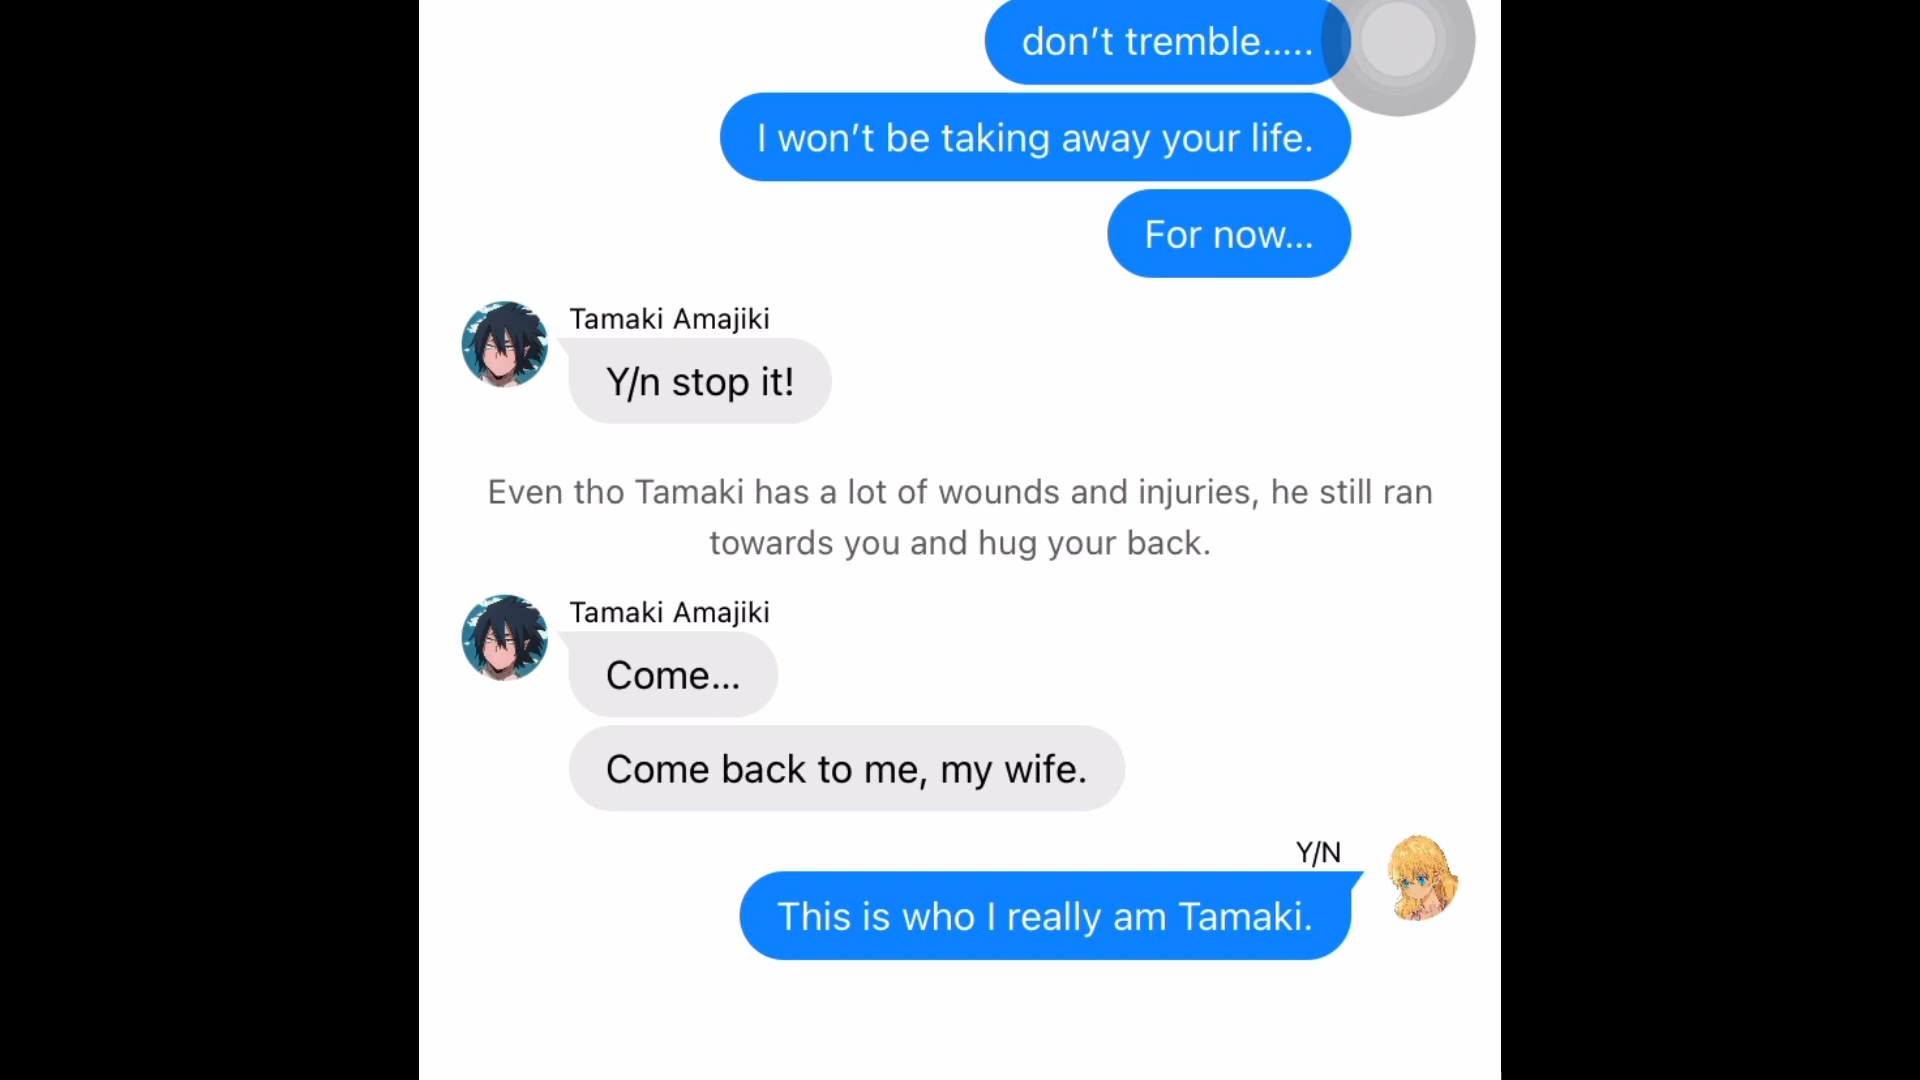 don’t tremble.....
I won’t be taking away your life.
For now...
Tamaki Amajiki
Y/n stop it!
Even tho Tamaki has a lot of wounds and injuries, he still ran
towards you and hug your back.
Tamaki Amajiki
Come...
Come back to me, my wife.
Y/N
This is who I really am Tamaki.